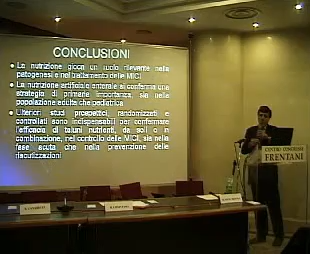 CONCLUSIONI
La nutrizione gioca un ruolo rilevante nella
patogenesi e nel trattamento delle MICI
La nutrizione artificiale enterale si conferma una
strategia di primaria importanza, sia nella
popolazione adulta che pediatrica
Ulteriori studi prospettici, randomizzati e
controllati sono indispensabili per confermare
l'efficacia di taluni nutrienti, da soli o in
combinazione, nel controllo delle MICI, sia nella
fase acuta che nella prevenzione delle
riacutizzazioni
CENTRO CONGRESSI
FRENTANI